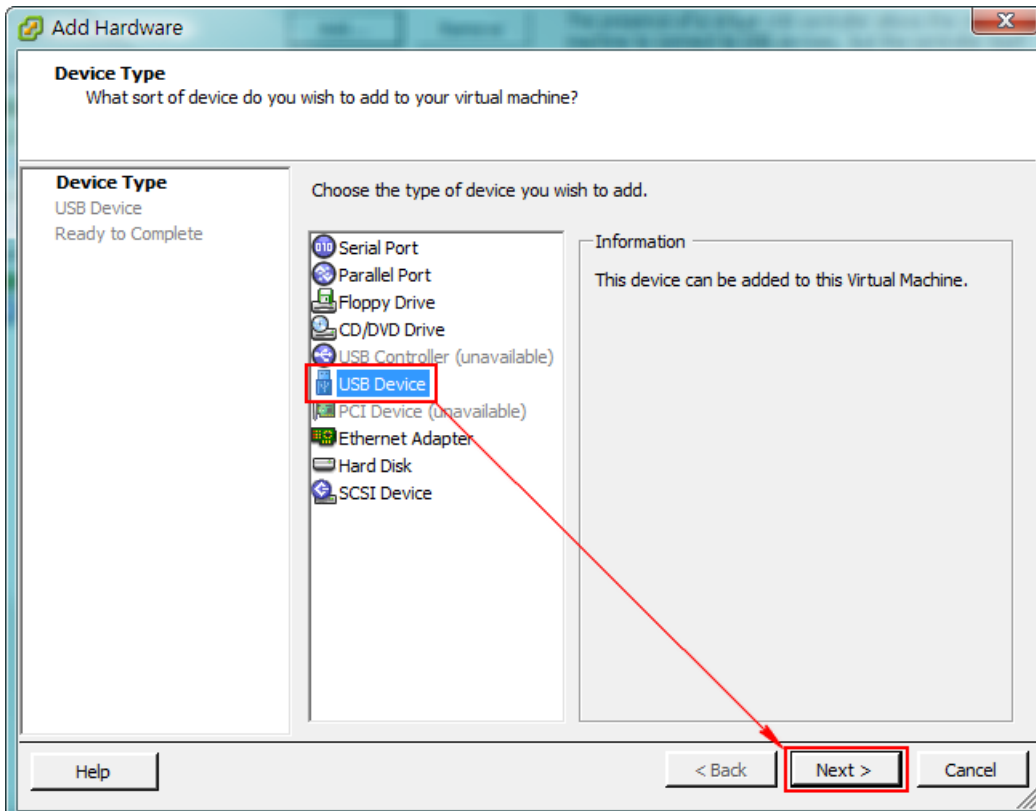 Add Hardware
Device Type
What sort of device do you wish to add to your virtual machine?
Device Type
USB Device
Ready to Complete
Choose the type of device you wish to add.
Serial Port
Parallel Port
Floppy Drive
CD/DVD Drive
USB Controller (unavailable)
USB Device
PCI Device (unavailable)
Ethernet Adapter
Hard Disk
SCSI Device
Information
This device can be added to this Virtual Machine.
Help
< Back
Next >
Cancel